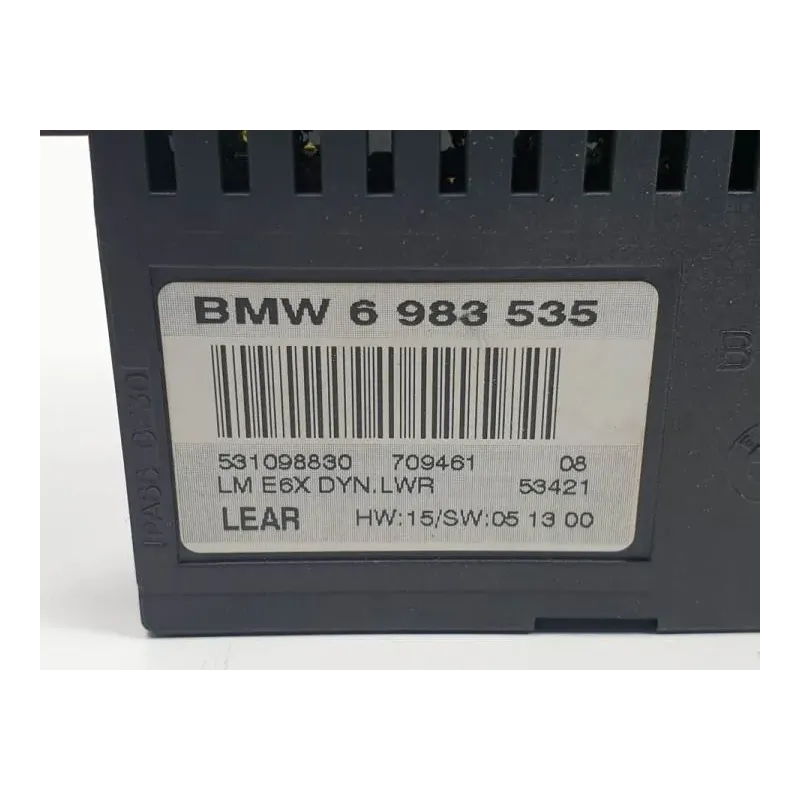 BMW 6 983 535
531098830 709461 08
LM E6X DYN.LWR 53421
LEAR HW:15/SW:05 13 00
B